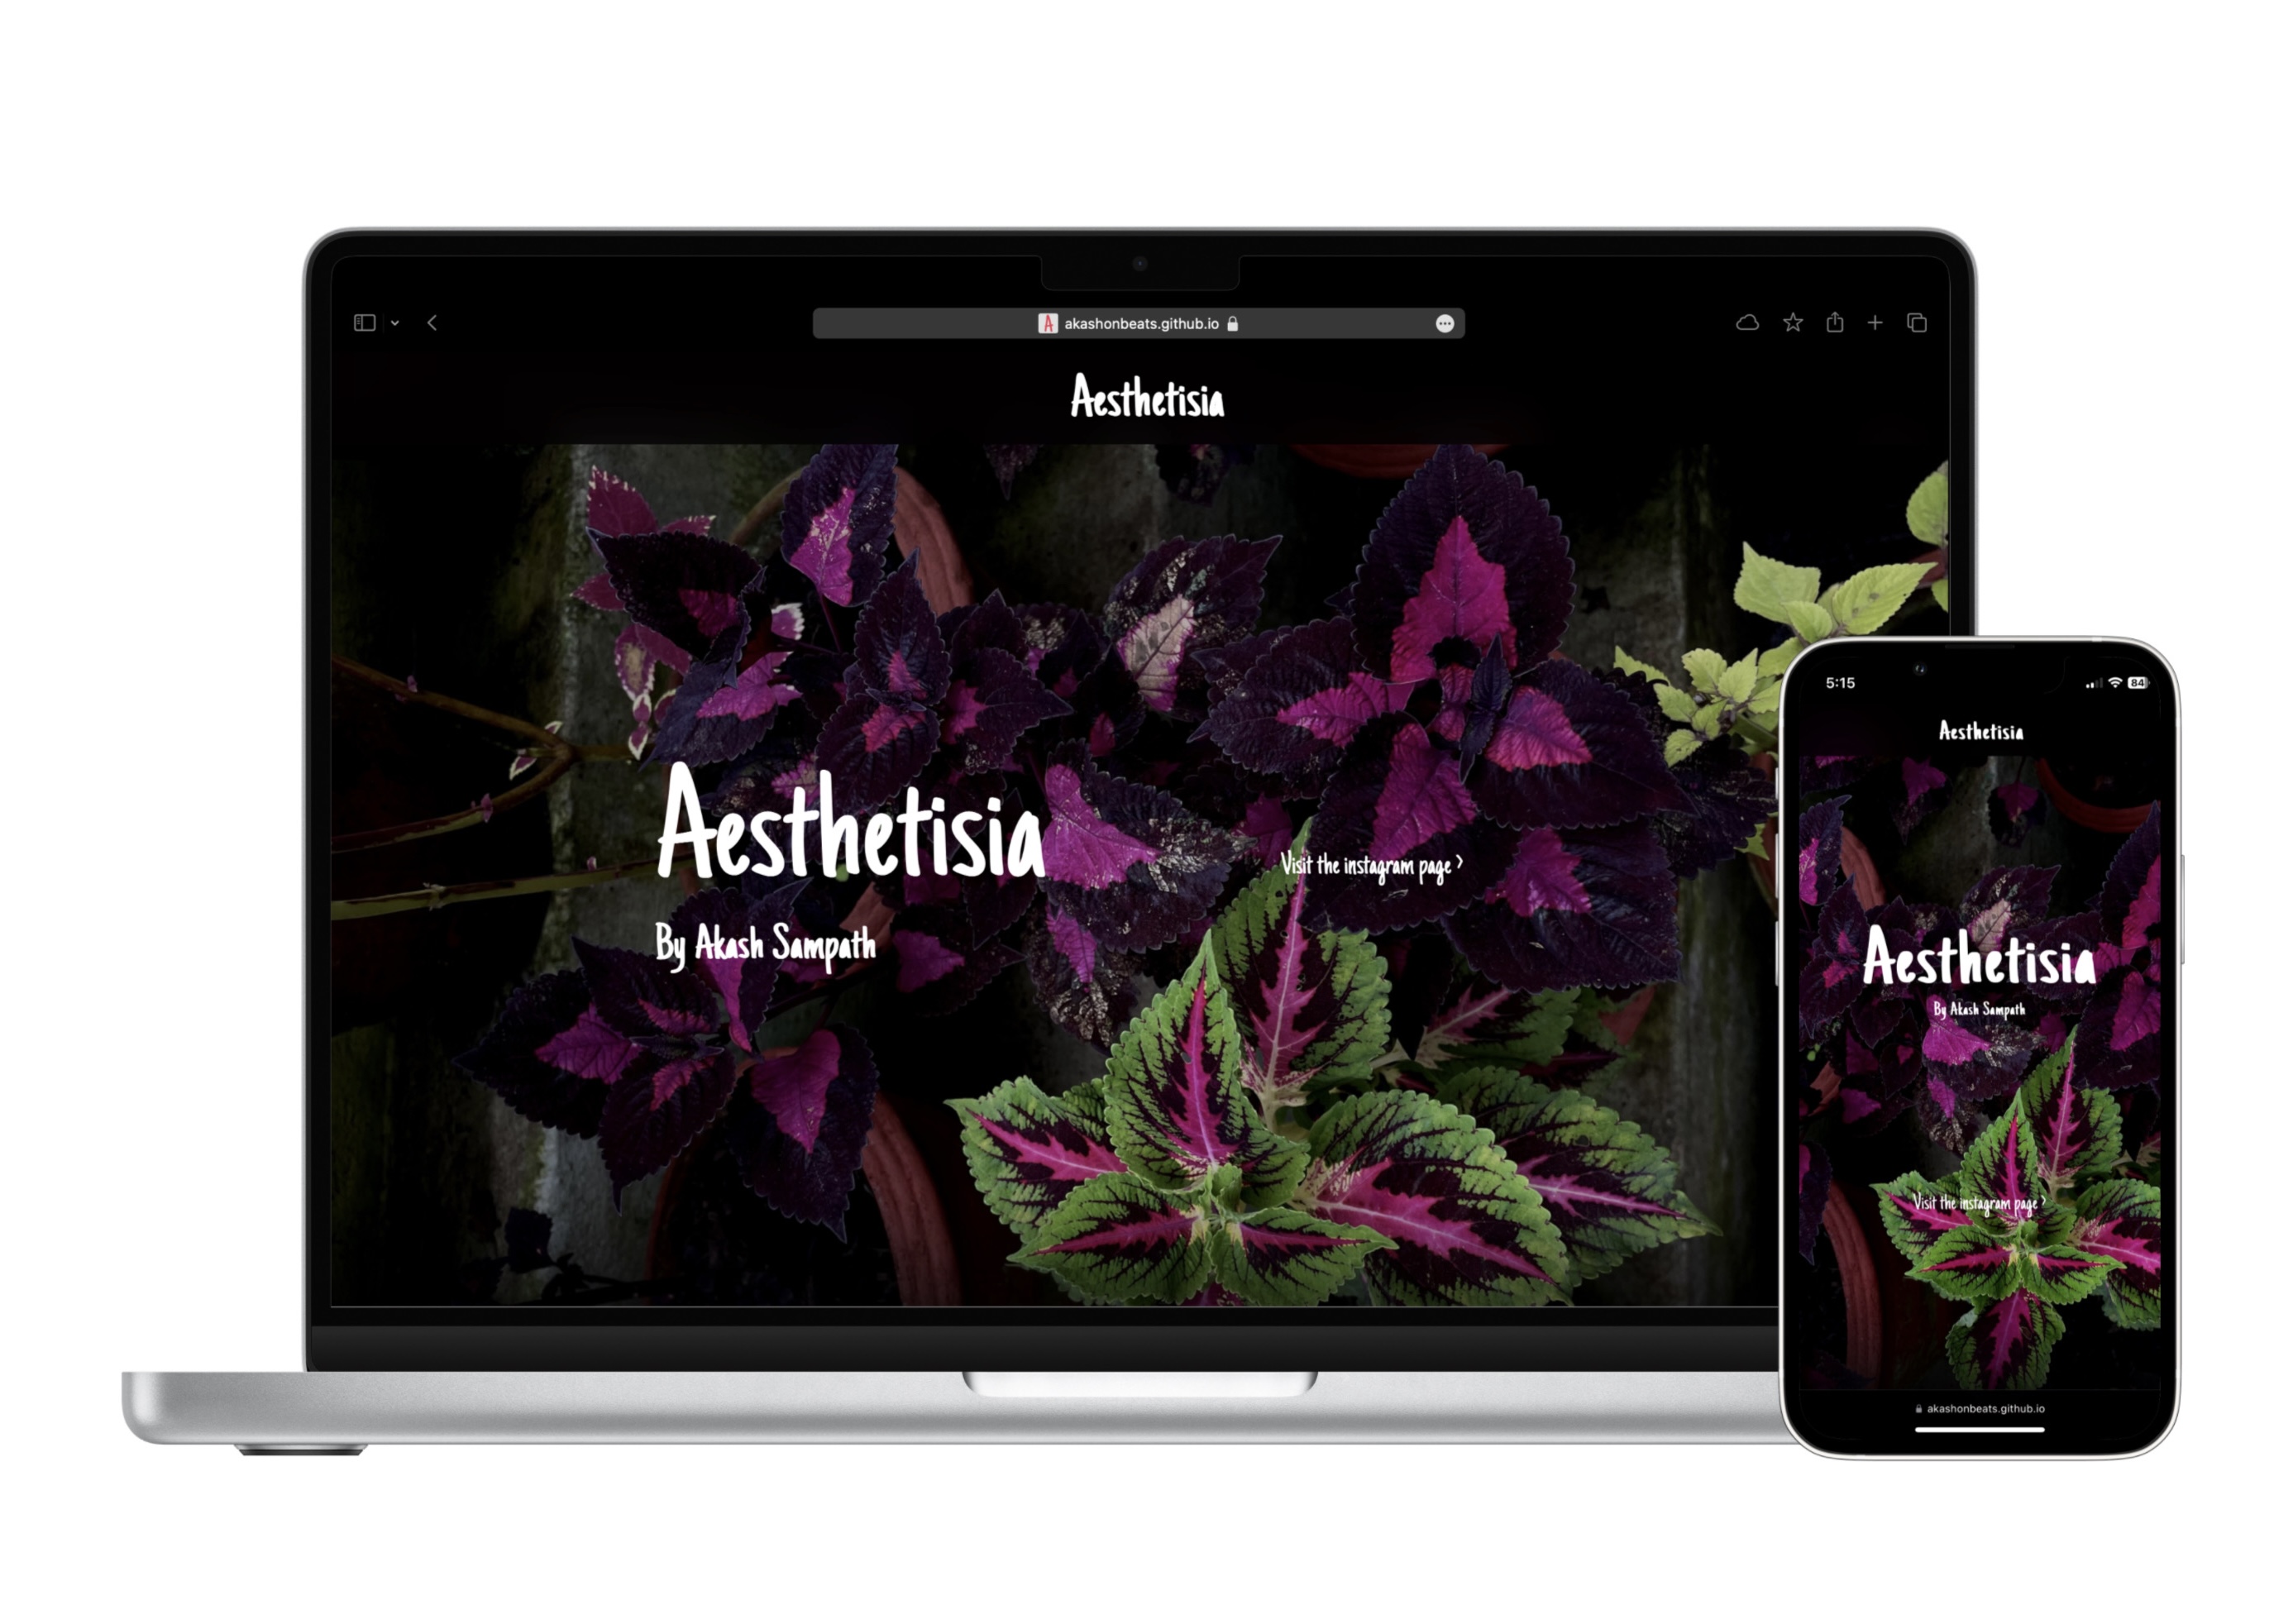 A akashonbeats.github.io
Aesthetisia
Aesthetisia
Visit the instagram page >
By Akash Sampath
5:15
84
Aesthetisia
Aesthetisia
By Akash Sampath
Visit the instagram page >
akashonbeats.github.io